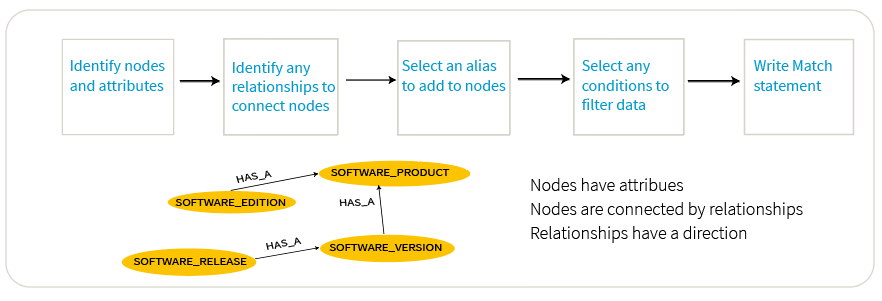 Identify nodes
and attributes
Identify any
relationships to
connect nodes
Select an alias
to add to nodes
Select any
conditions to
filter data
Write Match
statement
HAS_A
SOFTWARE_PRODUCT
SOFTWARE_EDITION
HAS_A
HAS_A
SOFTWARE_VERSION
SOFTWARE_RELEASE
Nodes have attribues
Nodes are connected by relationships
Relationships have a direction